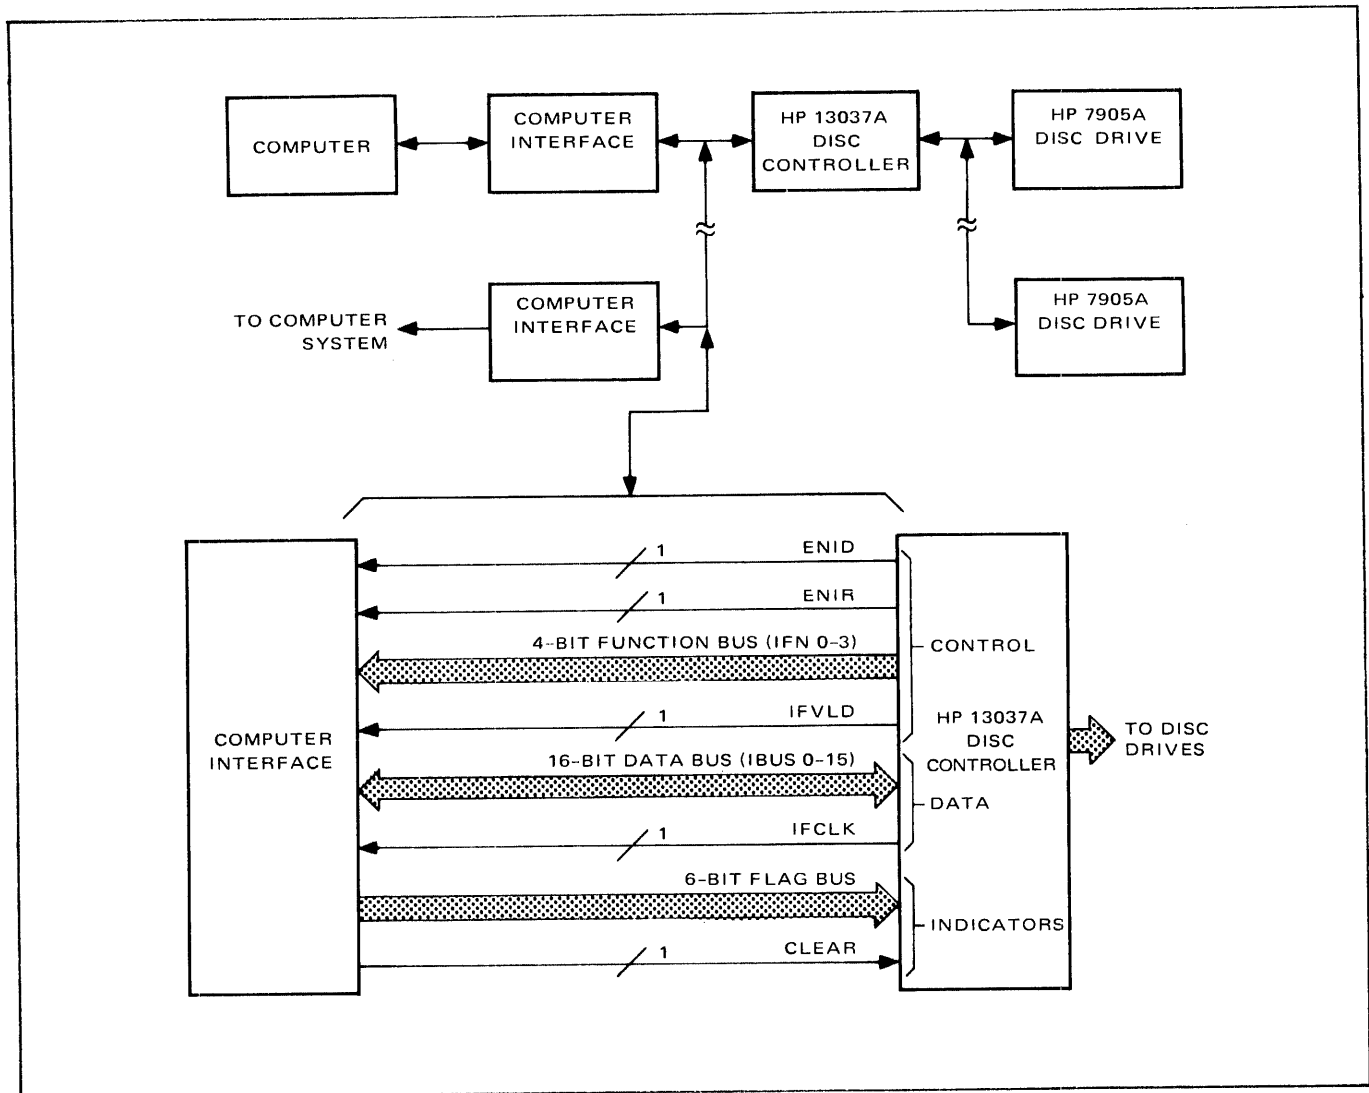 COMPUTER
COMPUTER
INTERFACE
HP 13037A
DISC
CONTROLLER
HP 7905A
DISC DRIVE
TO COMPUTER
SYSTEM
COMPUTER
INTERFACE
HP 7905A
DISC DRIVE
1 ENID
1 ENIR
4-BIT FUNCTION BUS (IFN 0-3)
CONTROL
1 IFVLD
COMPUTER
INTERFACE
HP 13037A
DISC
CONTROLLER
TO DISC
DRIVES
16-BIT DATA BUS (IBUS 0-15)
DATA
1 IFCLK
6-BIT FLAG BUS
INDICATORS
1 CLEAR